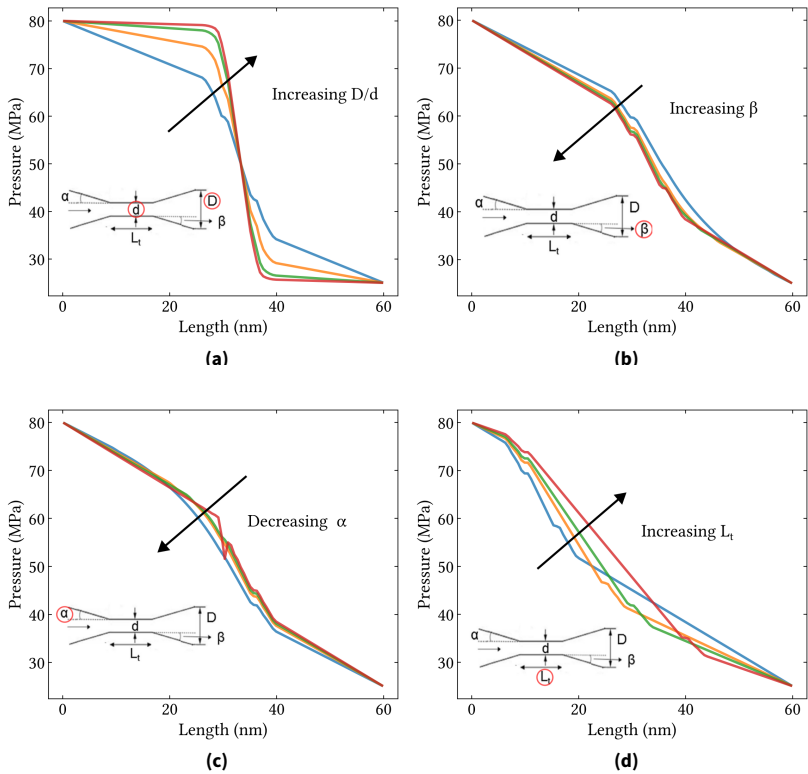 80
70
60
50
40
30
Pressure (MPa)
Increasing D/d
α
d
D
β
Lt
0
20
40
60
Length (nm)
(a)
80
70
60
50
40
30
Pressure (MPa)
Increasing β
α
d
D
β
Lt
0
20
40
60
Length (nm)
(b)
80
70
60
50
40
30
Pressure (MPa)
Decreasing α
α
d
D
β
Lt
0
20
40
60
Length (nm)
(c)
80
70
60
50
40
30
Pressure (MPa)
Increasing Lt
α
d
D
β
Lt
0
20
40
60
Length (nm)
(d)